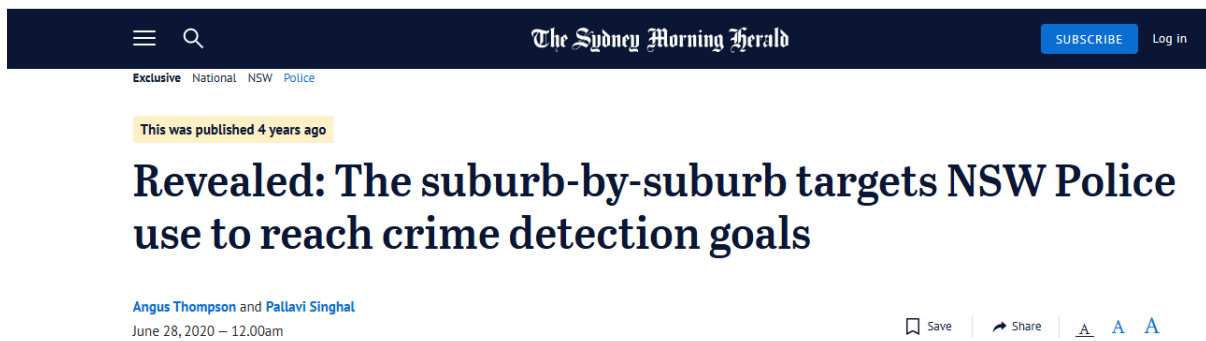 The Sydney Morning Herald
SUBSCRIBE
Log in
Exclusive National NSW Police
This was published 4 years ago
Revealed: The suburb-by-suburb targets NSW Police
use to reach crime detection goals
Angus Thompson and Pallavi Singhal
June 28, 2020 — 12.00am
Save
Share
A A A